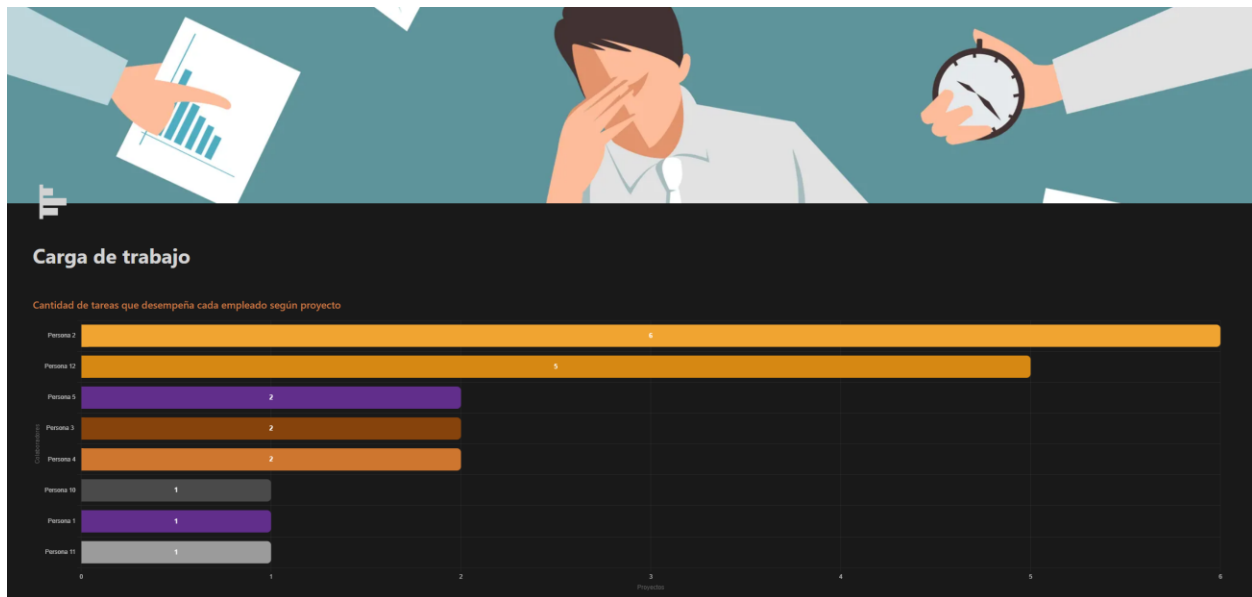 Carga de trabajo
Cantidad de tareas que desempeña cada empleado según proyecto
Persona 2
6
Persona 12
5
Persona 5
2
Persona 3
2
Persona 4
2
Persona 10
1
Persona 1
1
Persona 11
1
Colaboradores
0 1 2 3 4 5 6
Proyectos